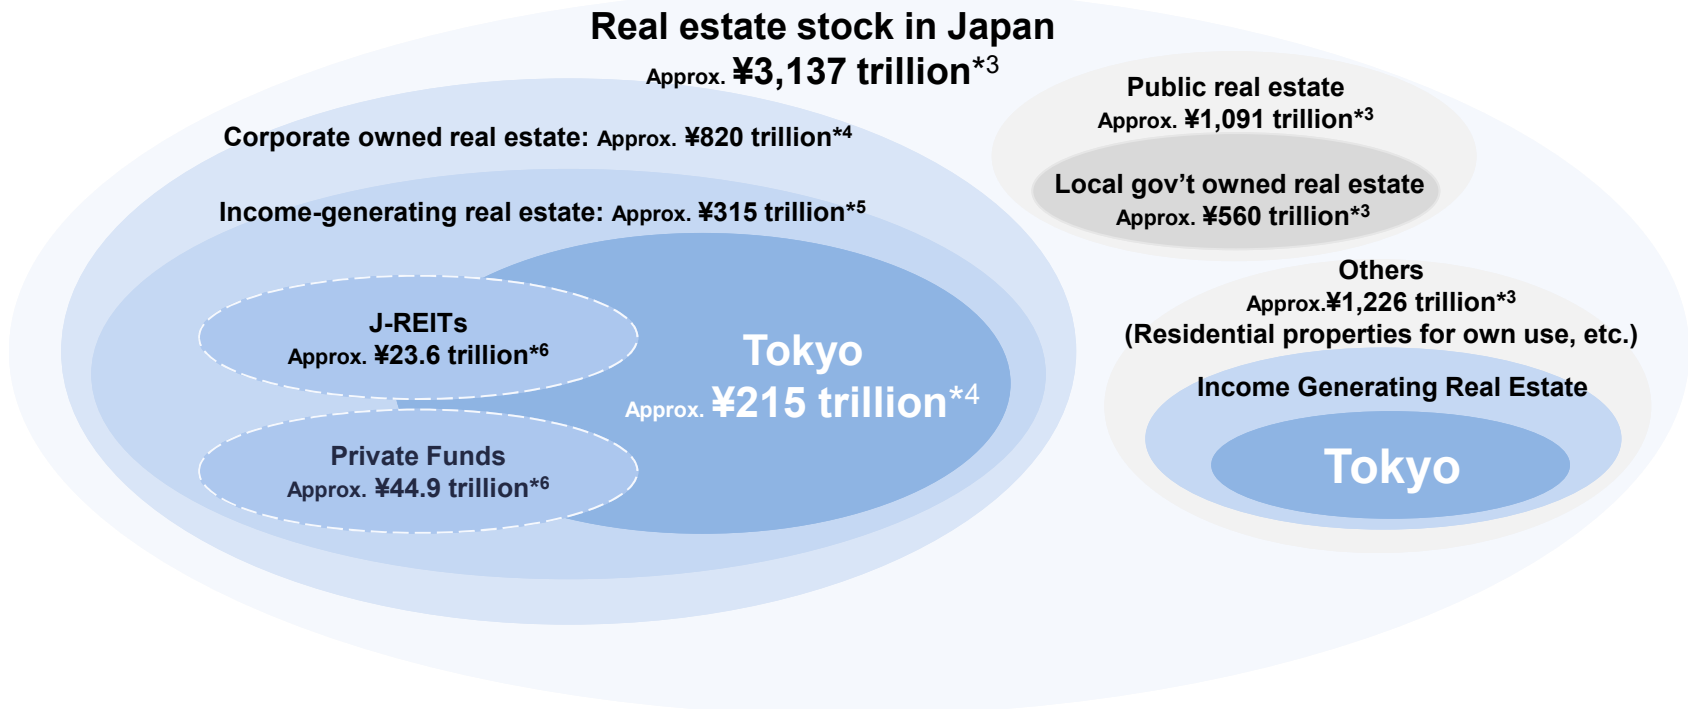 Real estate stock in Japan
Approx. ¥3,137 trillion*3
Corporate owned real estate: Approx. ¥820 trillion*4
Income-generating real estate: Approx. ¥315 trillion*5
J-REITs
Approx. ¥23.6 trillion*6
Private Funds
Approx. ¥44.9 trillion*6
Tokyo
Approx. ¥215 trillion*4
Public real estate
Approx. ¥1,091 trillion*3
Local gov't owned real estate
Approx. ¥560 trillion*3
Others
Approx.¥1,226 trillion*3
(Residential properties for own use, etc.)
Income Generating Real Estate
Tokyo